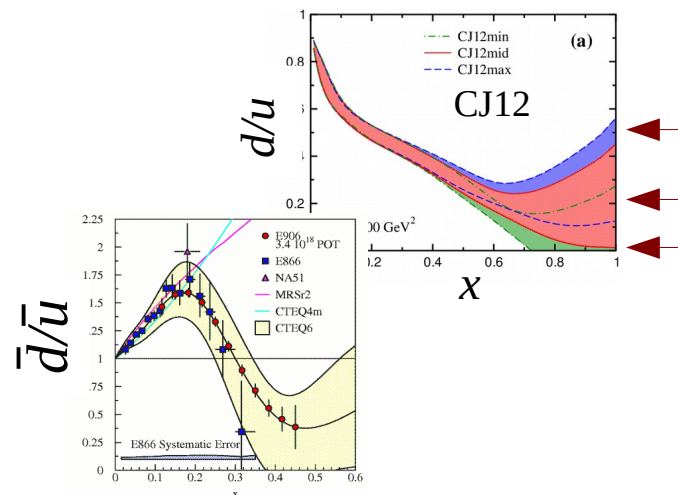 1
0.8
0.2
d/u
CJ12min
CJ12mid
CJ12max
(a)
CJ12
00 GeV²
0.4 0.6 0.8 1
x
d̅/u̅
2.25
2
1.75
1.5
1.25
1
0.75
0.5
0.25
0
E906
3.4 10¹⁸ POT
E866
NA51
MRSr2
CTEQ4m
CTEQ6
E866 Systematic Error
0 0.1 0.2 0.3 0.4 0.5 0.6